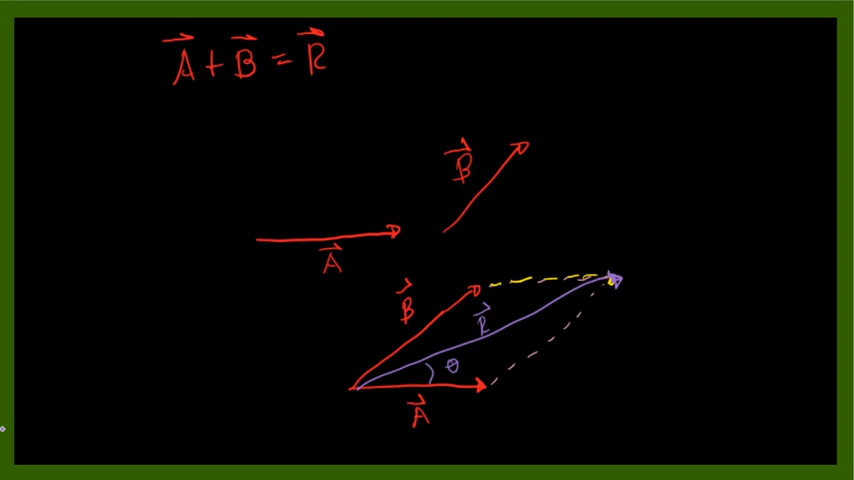 A⃗ + B⃗ = R⃗
B⃗
A⃗
B⃗
R⃗
θ
A⃗